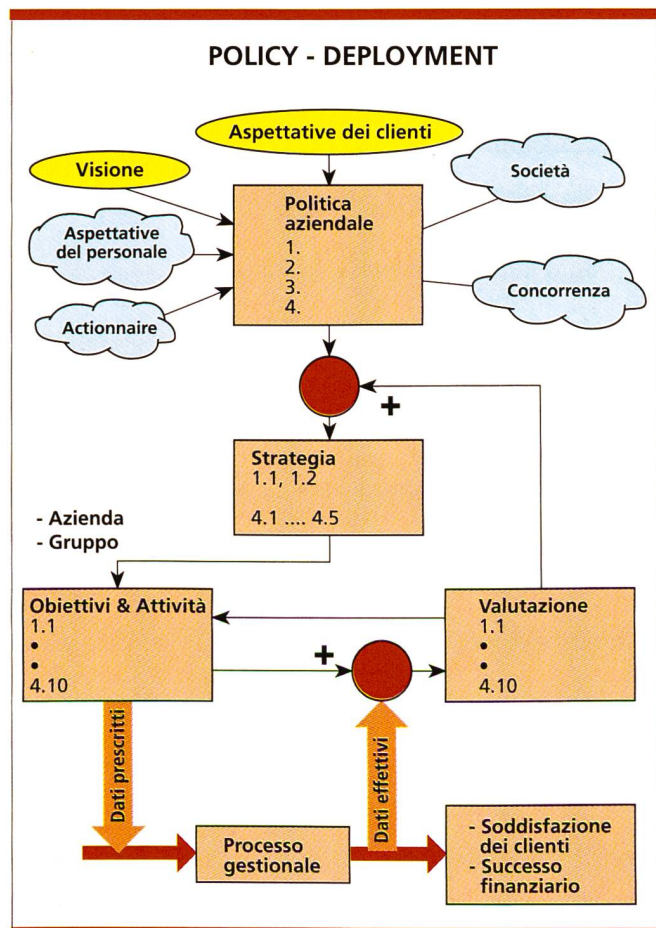 POLICY - DEPLOYMENT
Aspettative dei clienti
Visione
Società
Politica
aziendale
1.
2.
3.
4.
Aspettative
del personale
Actionnaire
Concorrenza
+
Strategia
1.1, 1.2
4.1 .... 4.5
- Azienda
- Gruppo
Obiettivi & Attività
1.1
•
•
4.10
+
Valutazione
1.1
•
•
4.10
Dati prescritti
Dati effettivi
Processo
gestionale
- Soddisfazione
dei clienti
- Successo
finanziario